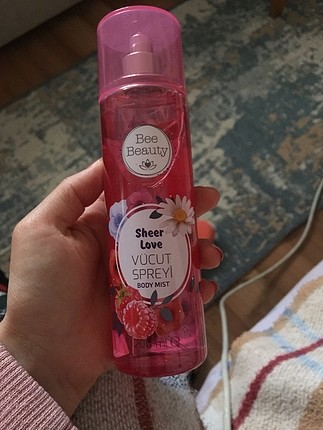 Bee
Beauty
Sheer
Love
VÜCUT
SPREYİ
BODY MIST